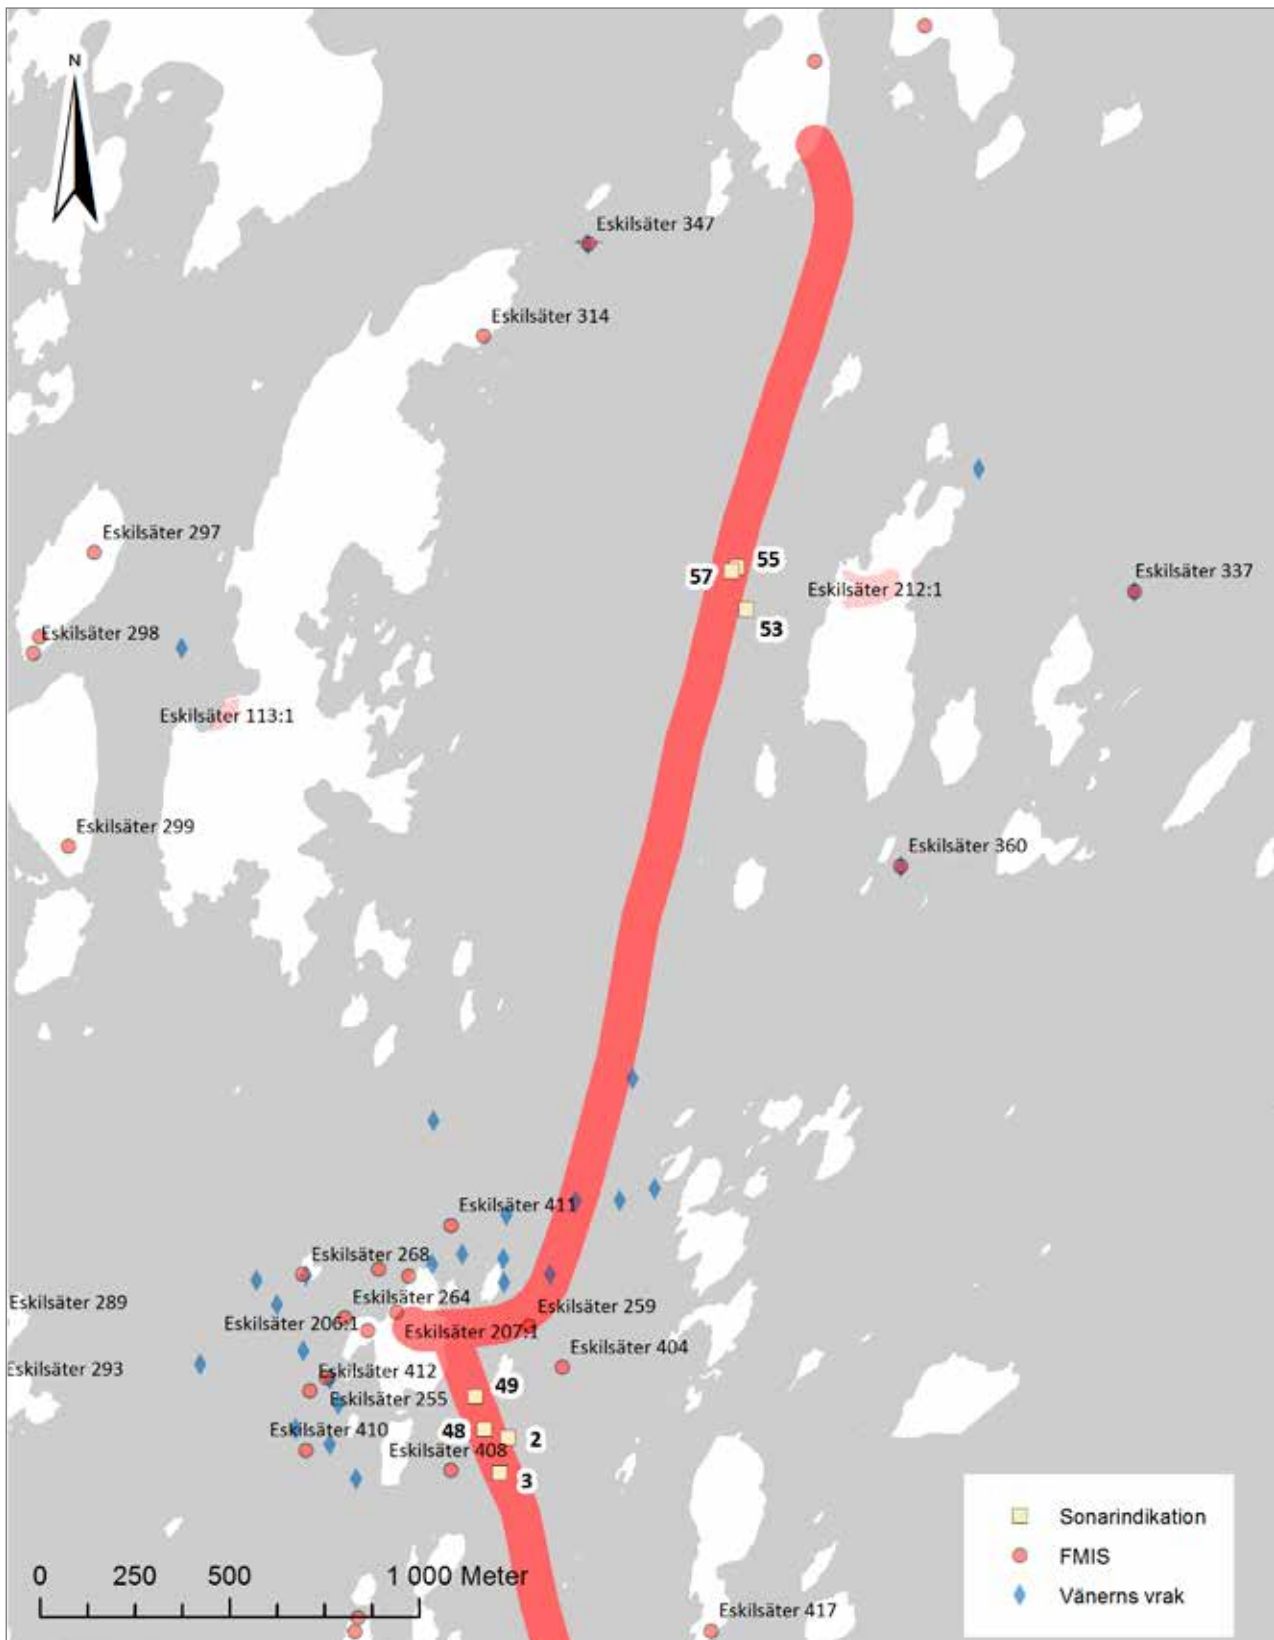 N
Eskilsäter 347
Eskilsäter 314
Eskilsäter 297
55
57
Eskilsäter 337
Eskilsäter 212:1
53
Eskilsäter 298
Eskilsäter 113:1
Eskilsäter 299
Eskilsäter 360
Eskilsäter 411
Eskilsäter 268
Eskilsäter 264
Eskilsäter 289
Eskilsäter 259
Eskilsäter 206:1
Eskilsäter 207:1
Eskilsäter 404
Eskilsäter 293
Eskilsäter 412
49
Eskilsäter 255
Eskilsäter 410
48
2
Eskilsäter 408
3
Sonarindikation
FMIS
Vänerns vrak
0 250 500 1 000 Meter
Eskilsäter 417